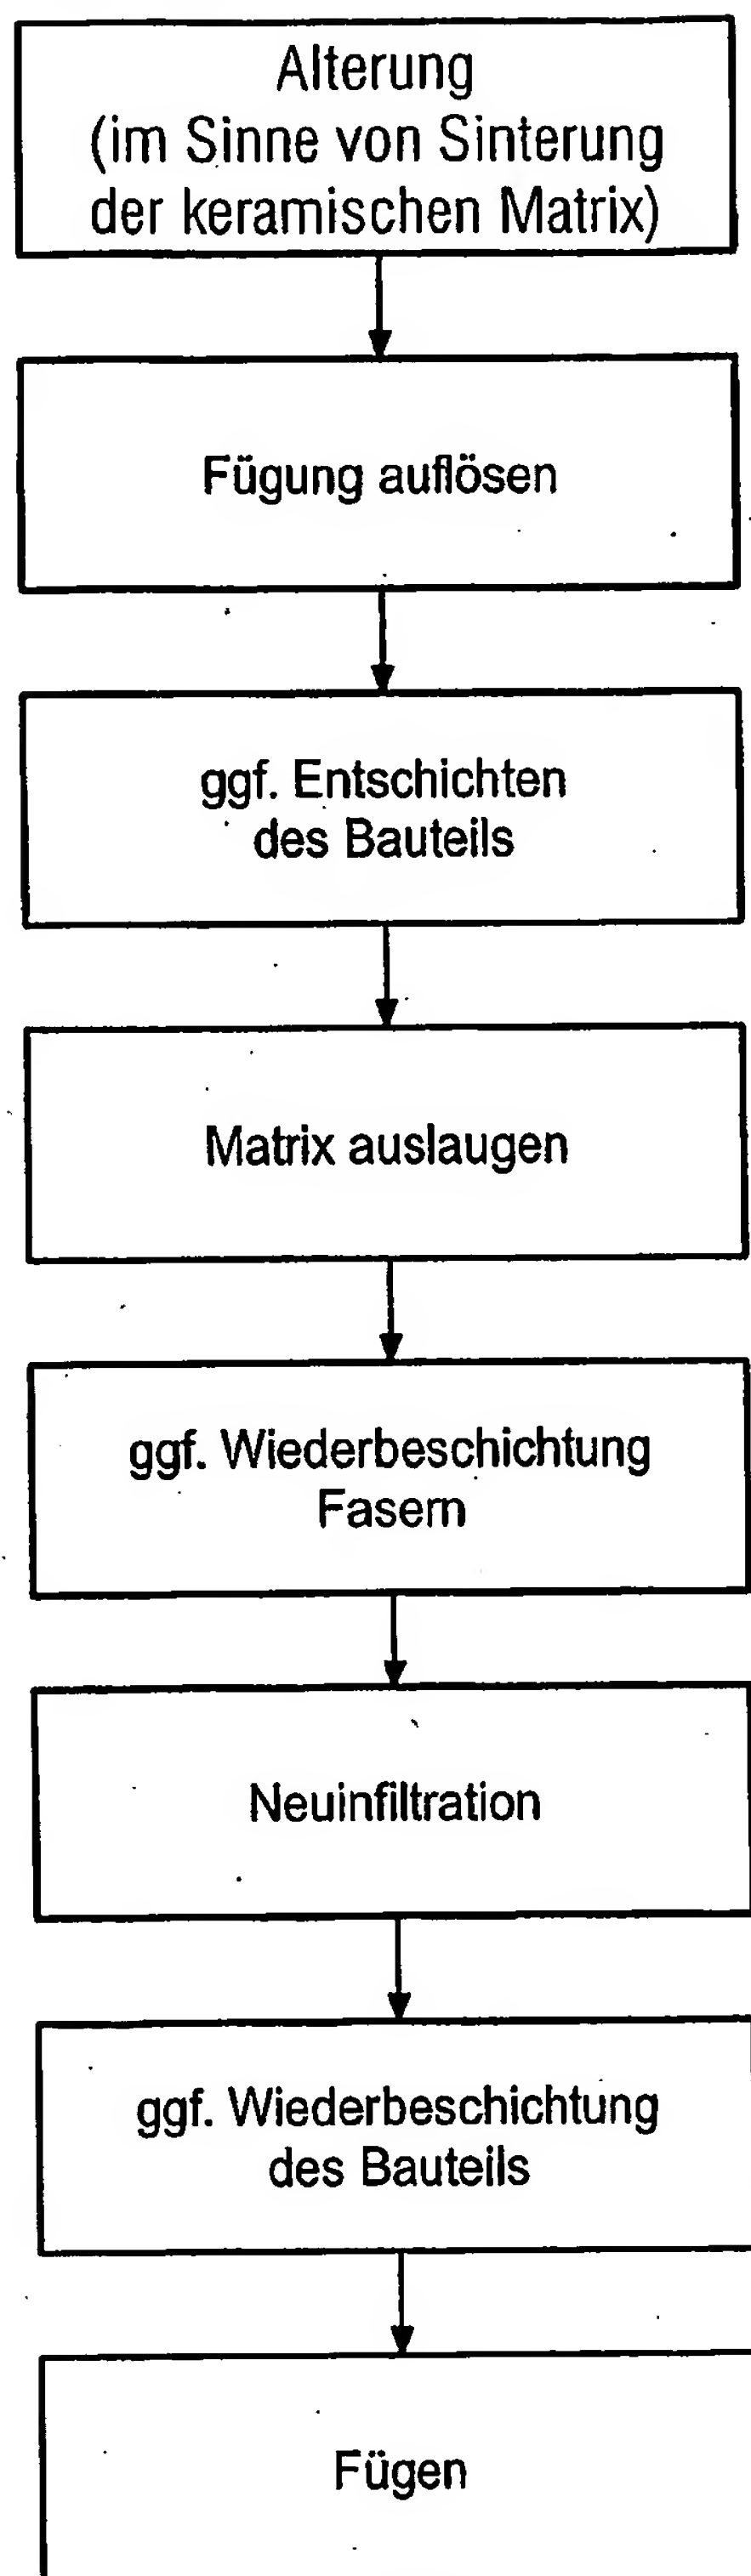 Alterung
(im Sinne von Sinterung
der keramischen Matrix)
Fügung auflösen
ggf. Entschichten
des Bauteils
Matrix auslaugen
ggf. Wiederbeschichtung
Fasern
Neuinfiltration
ggf. Wiederbeschichtung
des Bauteils
Fügen